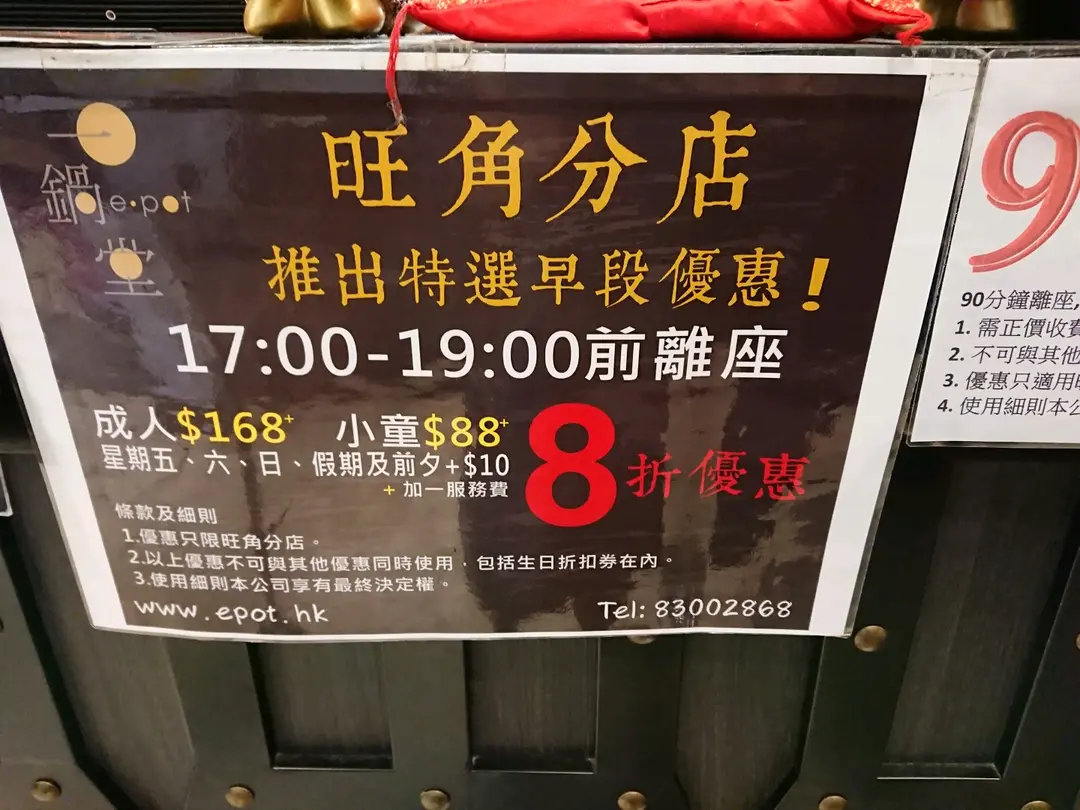 一鍋堂
e·pot
旺角分店
推出特選早段優惠!
17:00-19:00前離座
成人$168+ 小童$88+
星期五、六、日、假期及前夕+$10
+ 加一服務費
8折優惠
條款及細則
1.優惠只限旺角分店。
2.以上優惠不可與其他優惠同時使用,包括生日折扣券在內。
3.使用細則本公司享有最終決定權。
www.epot.hk
Tel: 83002868
9
90分鐘離座,
1. 需正價收費
2. 不可與其他
3. 優惠只適用
4. 使用細則本公